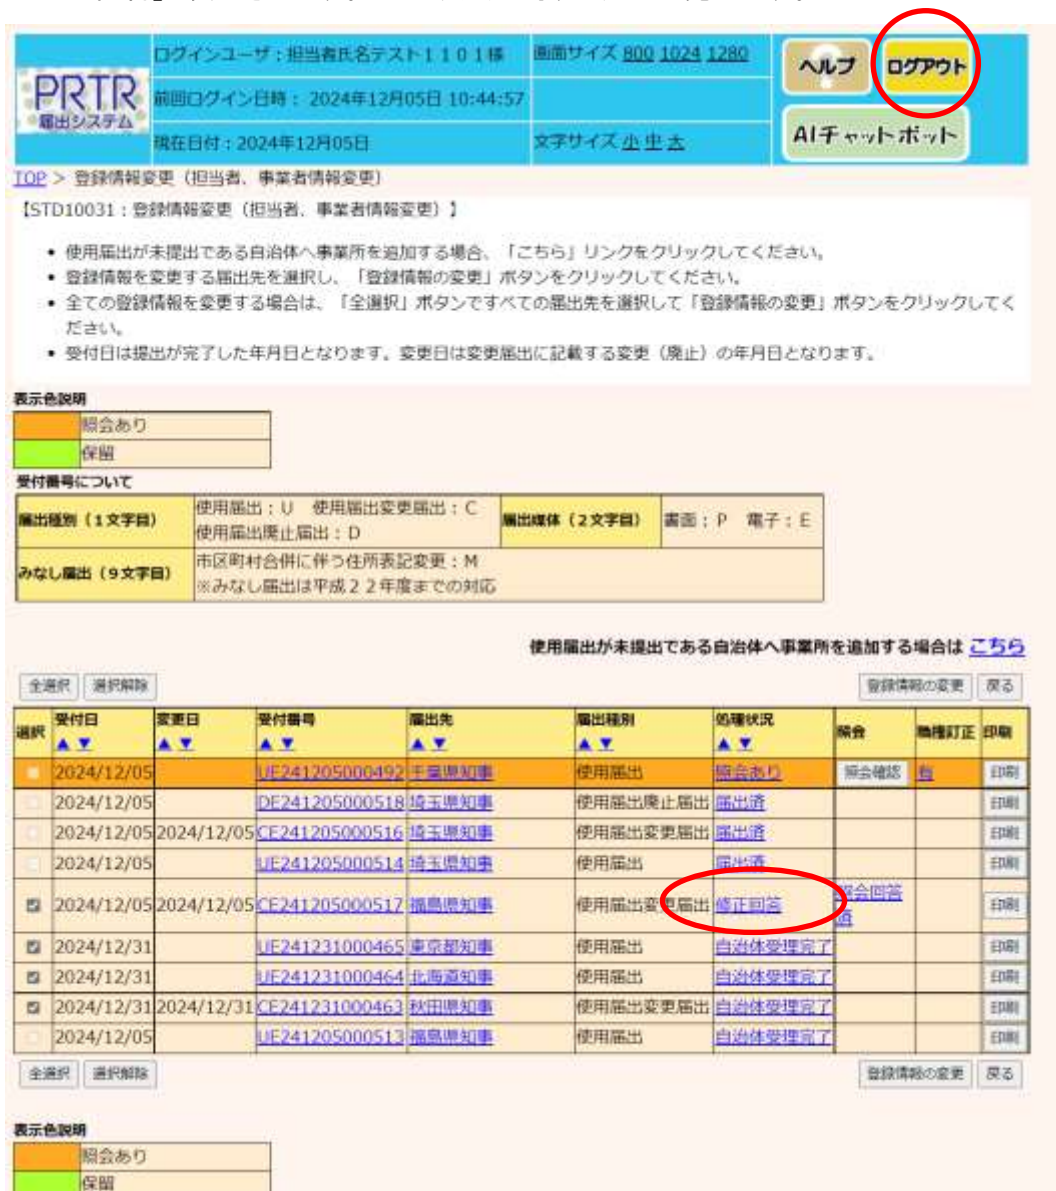 ログインユーザ：担当者氏名テスト１１０１様 画面サイズ 800 1024 1280
ヘルプ ログアウト
PRTR
届出システム
前回ログイン日時： 2024年12月05日 10:44:57
現在日付：2024年12月05日 文字サイズ 小 中 大
AIチャットボット
TOP > 登録情報変更（担当者、事業者情報変更）
【STD10031：登録情報変更（担当者、事業者情報変更）】
• 使用届出が未提出である自治体へ事業所を追加する場合、「こちら」リンクをクリックしてください。
• 登録情報を変更する届出先を選択し、「登録情報の変更」ボタンをクリックしてください。
• 全ての登録情報を変更する場合は、「全選択」ボタンですべての届出先を選択して「登録情報の変更」ボタンをクリックしてく
ださい。
• 受付日は提出が完了した年月日となります。変更日は変更届出に記載する変更（廃止）の年月日となります。
表示色説明
照会あり
保留
受付番号について
届出種別（１文字目） 使用届出：U 使用届出変更届出：C
使用届出廃止届出：D
届出媒体（２文字目） 書面：P 電子：E
みなし届出（９文字目） 市区町村合併に伴う住所表記変更：M
※みなし届出は平成２２年度までの対応
使用届出が未提出である自治体へ事業所を追加する場合は こちら
全選択 選択解除 登録情報の変更 戻る
選択 受付日 変更日 受付番号 届出先 届出種別 処理状況 照会 職権訂正 印刷
▲ ▼ ▲ ▼ ▲ ▼ ▲ ▼ ▲ ▼ ▲ ▼
2024/12/05 UE241205000492 千葉県知事 使用届出 照会あり 照会確認 有 印刷
2024/12/05 DE241205000518 埼玉県知事 使用届出廃止届出 届出済 印刷
2024/12/05 2024/12/05 CE241205000516 埼玉県知事 使用届出変更届出 届出済 印刷
2024/12/05 UE241205000514 埼玉県知事 使用届出 届出済 印刷
2024/12/05 2024/12/05 CE241205000517 福島県知事 使用届出変更届出 修正回答 照会回答済 印刷
2024/12/31 UE241231000465 東京都知事 使用届出 自治体受理完了 印刷
2024/12/31 UE241231000464 北海道知事 使用届出 自治体受理完了 印刷
2024/12/31 2024/12/31 CE241231000463 秋田県知事 使用届出変更届出 自治体受理完了 印刷
2024/12/05 UE241205000513 福島県知事 使用届出 自治体受理完了 印刷
全選択 選択解除 登録情報の変更 戻る
表示色説明
照会あり
保留